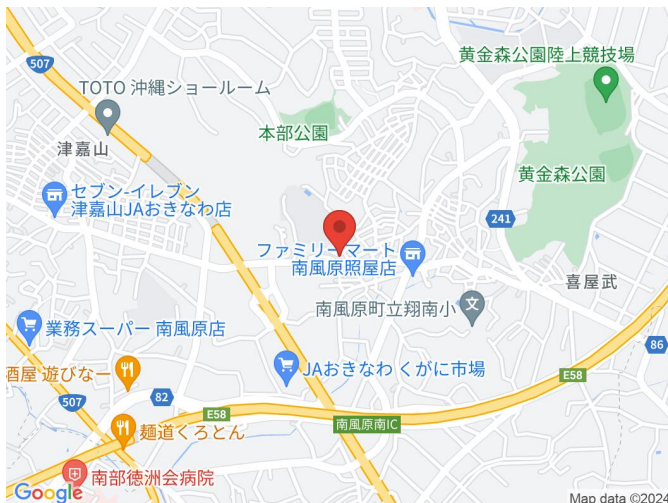 507
黄金森公園陸上競技場
TOTO 沖縄ショールーム
本部公園
津嘉山
黄金森公園
セブン-イレブン
津嘉山JAおきなわ店
241
ファミリーマート
南風原照屋店
喜屋武
南風原町立翔南小
文
業務スーパー 南風原店
86
JAおきなわ くがに市場
酒屋 遊びなー
E58
82
507
E58
南風原南IC
麺道くろとん
南部徳洲会病院
Google
Map data ©2024